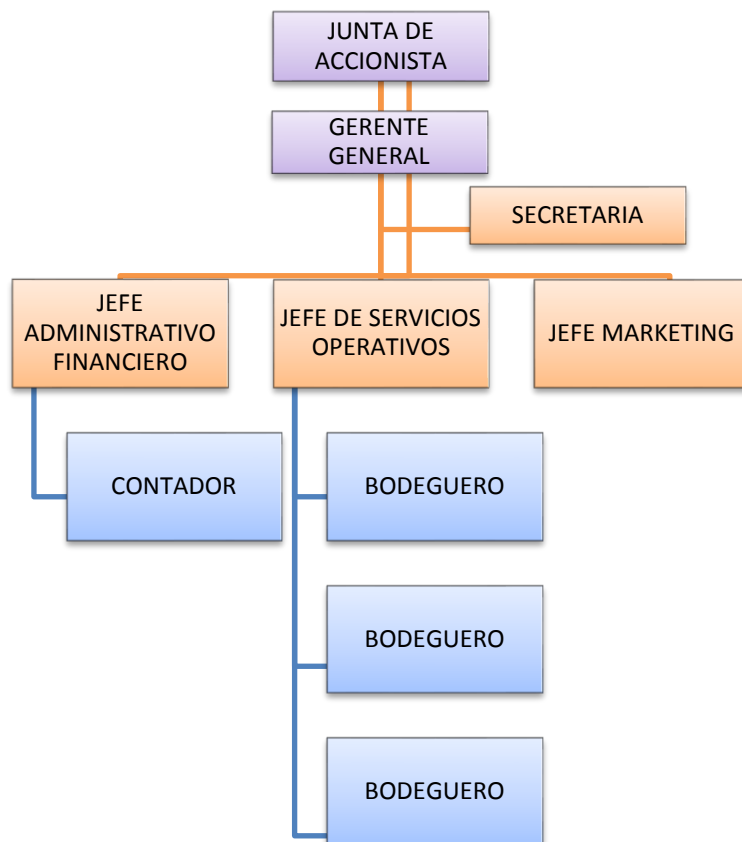 JUNTA DE
ACCIONISTA
GERENTE
GENERAL
SECRETARIA
JEFE
ADMINISTRATIVO
FINANCIERO
JEFE DE SERVICIOS
OPERATIVOS
JEFE MARKETING
CONTADOR
BODEGUERO
BODEGUERO
BODEGUERO